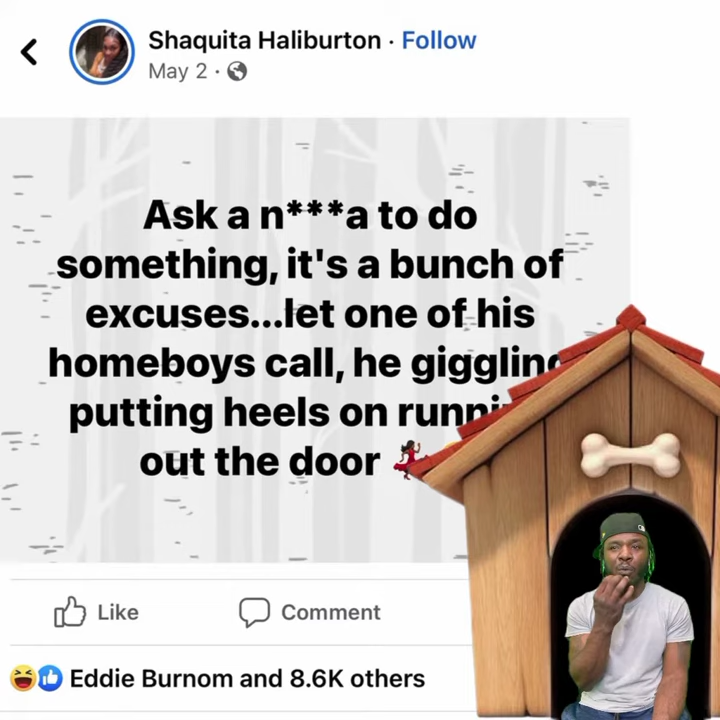 Shaquita Haliburton · Follow
May 2 ·
Ask a n***a to do
something, it's a bunch of
excuses...let one of his
homeboys call, he giggling
putting heels on runnin
out the door
Like Comment
Eddie Burnom and 8.6K others